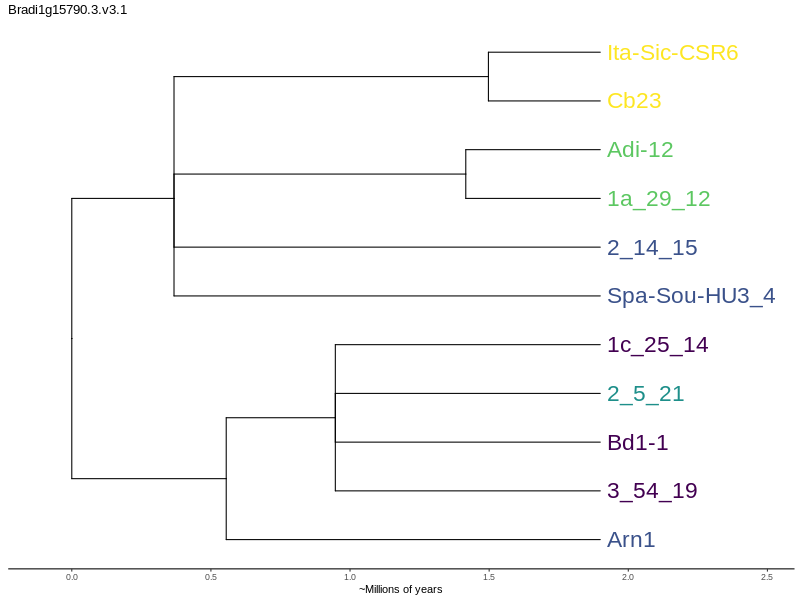 Bradi1g15790.3.v3.1
Ita-Sic-CSR6
Cb23
Adi-12
1a_29_12
2_14_15
Spa-Sou-HU3_4
1c_25_14
2_5_21
Bd1-1
3_54_19
Arn1
0.0 0.5 1.0 1.5 2.0 2.5
~Millions of years